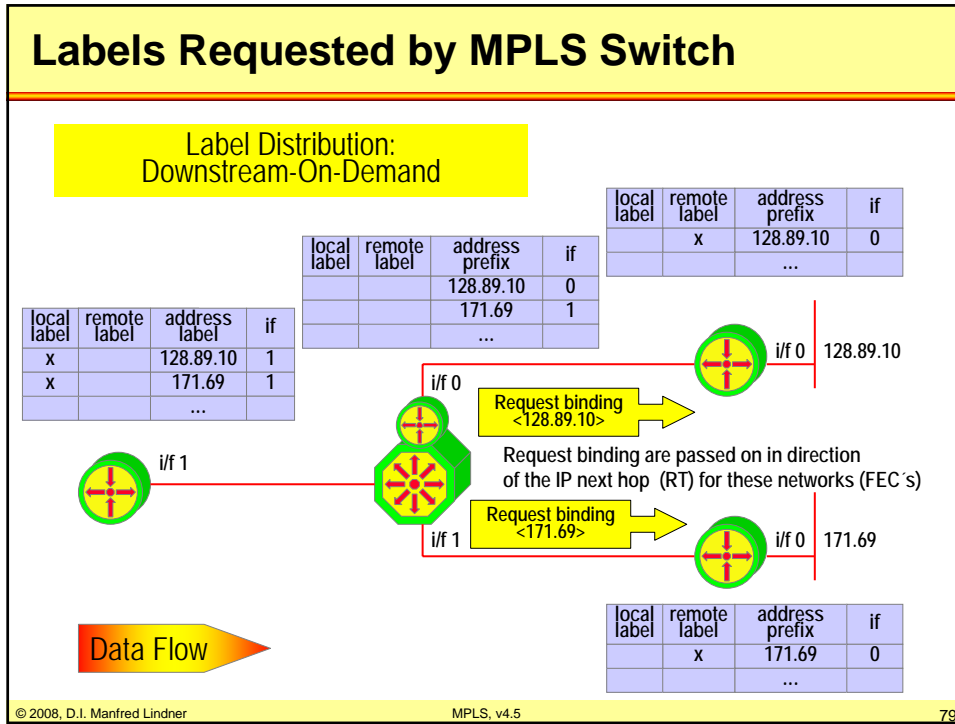 Labels Requested by MPLS Switch
Label Distribution:
Downstream-On-Demand
local label remote label address prefix if
x 128.89.10 0
...
local label remote label address prefix if
128.89.10 0
171.69 1
...
local label remote label address label if
x 128.89.10 1
x 171.69 1
...
i/f 0 128.89.10
i/f 0
Request binding
<128.89.10>
i/f 1
Request binding are passed on in direction
of the IP next hop (RT) for these networks (FEC´s)
Request binding
<171.69>
i/f 1
i/f 0 171.69
local label remote label address prefix if
x 171.69 0
...
Data Flow
© 2008, D.I. Manfred Lindner
MPLS, v4.5
79